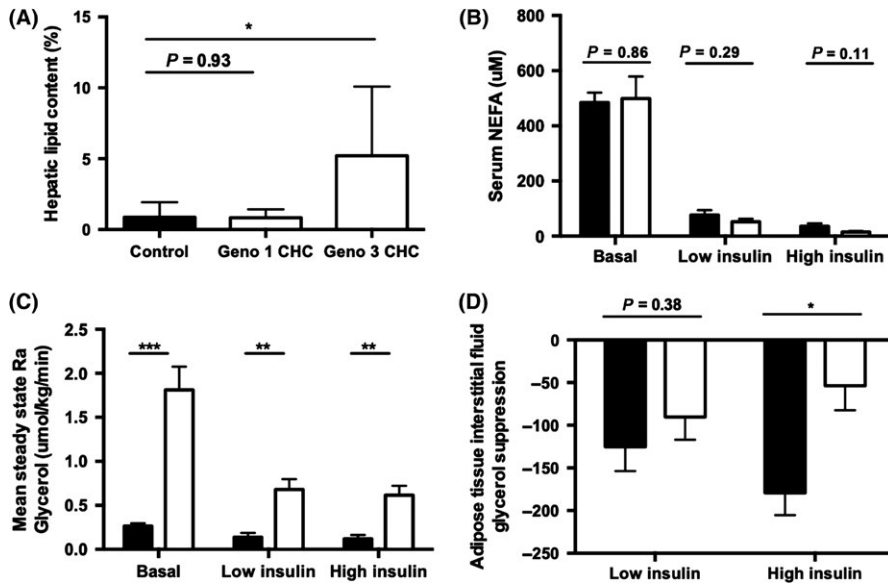 (A)
Hepatic lipid content (%)
15
10
5
0
*
P = 0.93
Control
Geno 1 CHC
Geno 3 CHC
(B)
Serum NEFA (uM)
800
600
400
200
0
P = 0.86
P = 0.29
P = 0.11
Basal
Low insulin
High insulin
(C)
Mean steady state Ra
Glycerol (umol/kg/min)
2.5
2.0
1.5
1.0
0.5
0.0
***
**
**
Basal
Low insulin
High insulin
(D)
Adipose tissue interstitial fluid
glycerol suppression
P = 0.38
*
0
−50
−100
−150
−200
−250
Low insulin
High insulin